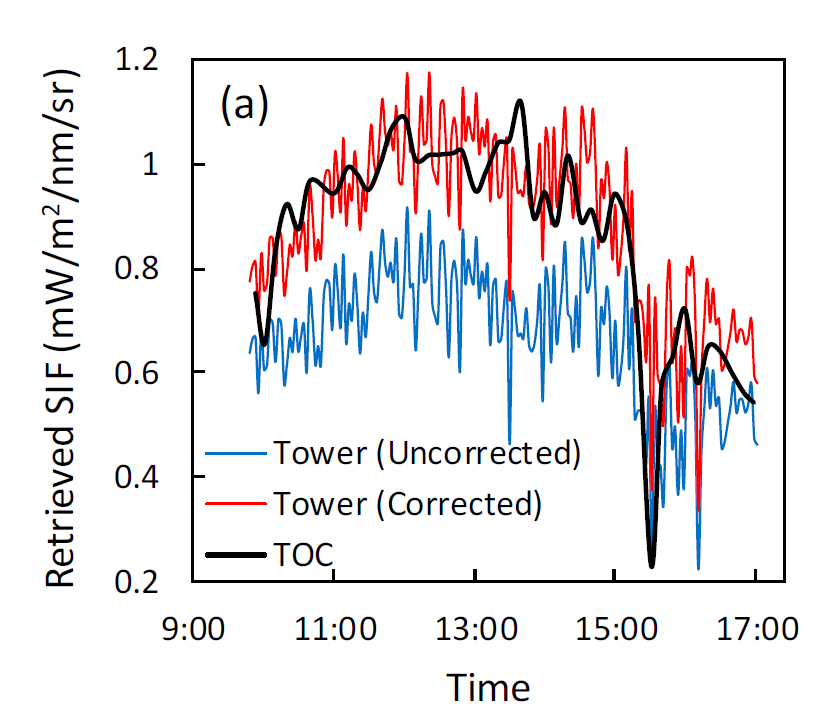 Retrieved SIF (mW/m²/nm/sr)
1.2
1
0.8
0.6
0.4
0.2
(a)
Tower (Uncorrected)
Tower (Corrected)
TOC
9:00 11:00 13:00 15:00 17:00
Time